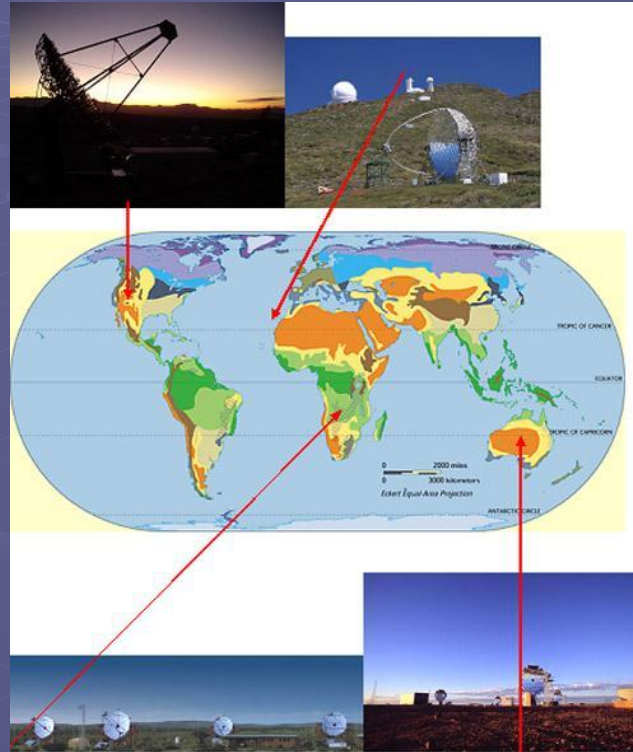 ARCTIC CIRCLE
TROPIC OF CANCER
EQUATOR
TROPIC OF CAPRICORN
0 2000 miles
0 3000 kilometers
Eckert Equal-Area Projection
ANTARCTIC CIRCLE